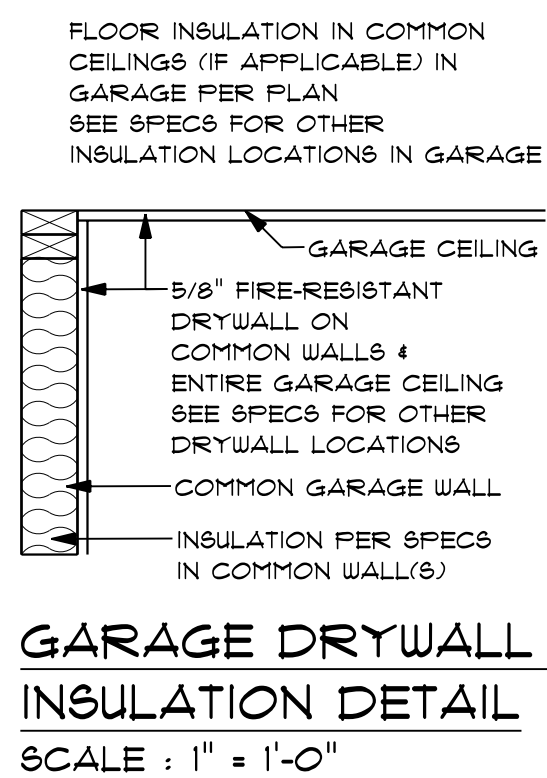 FLOOR INSULATION IN COMMON
CEILINGS (IF APPLICABLE) IN
GARAGE PER PLAN
SEE SPECS FOR OTHER
INSULATION LOCATIONS IN GARAGE
GARAGE CEILING
5/8" FIRE-RESISTANT
DRYWALL ON
COMMON WALLS &
ENTIRE GARAGE CEILING
SEE SPECS FOR OTHER
DRYWALL LOCATIONS
COMMON GARAGE WALL
INSULATION PER SPECS
IN COMMON WALL(S)
GARAGE DRYWALL
INSULATION DETAIL
SCALE : 1" = 1'-0"